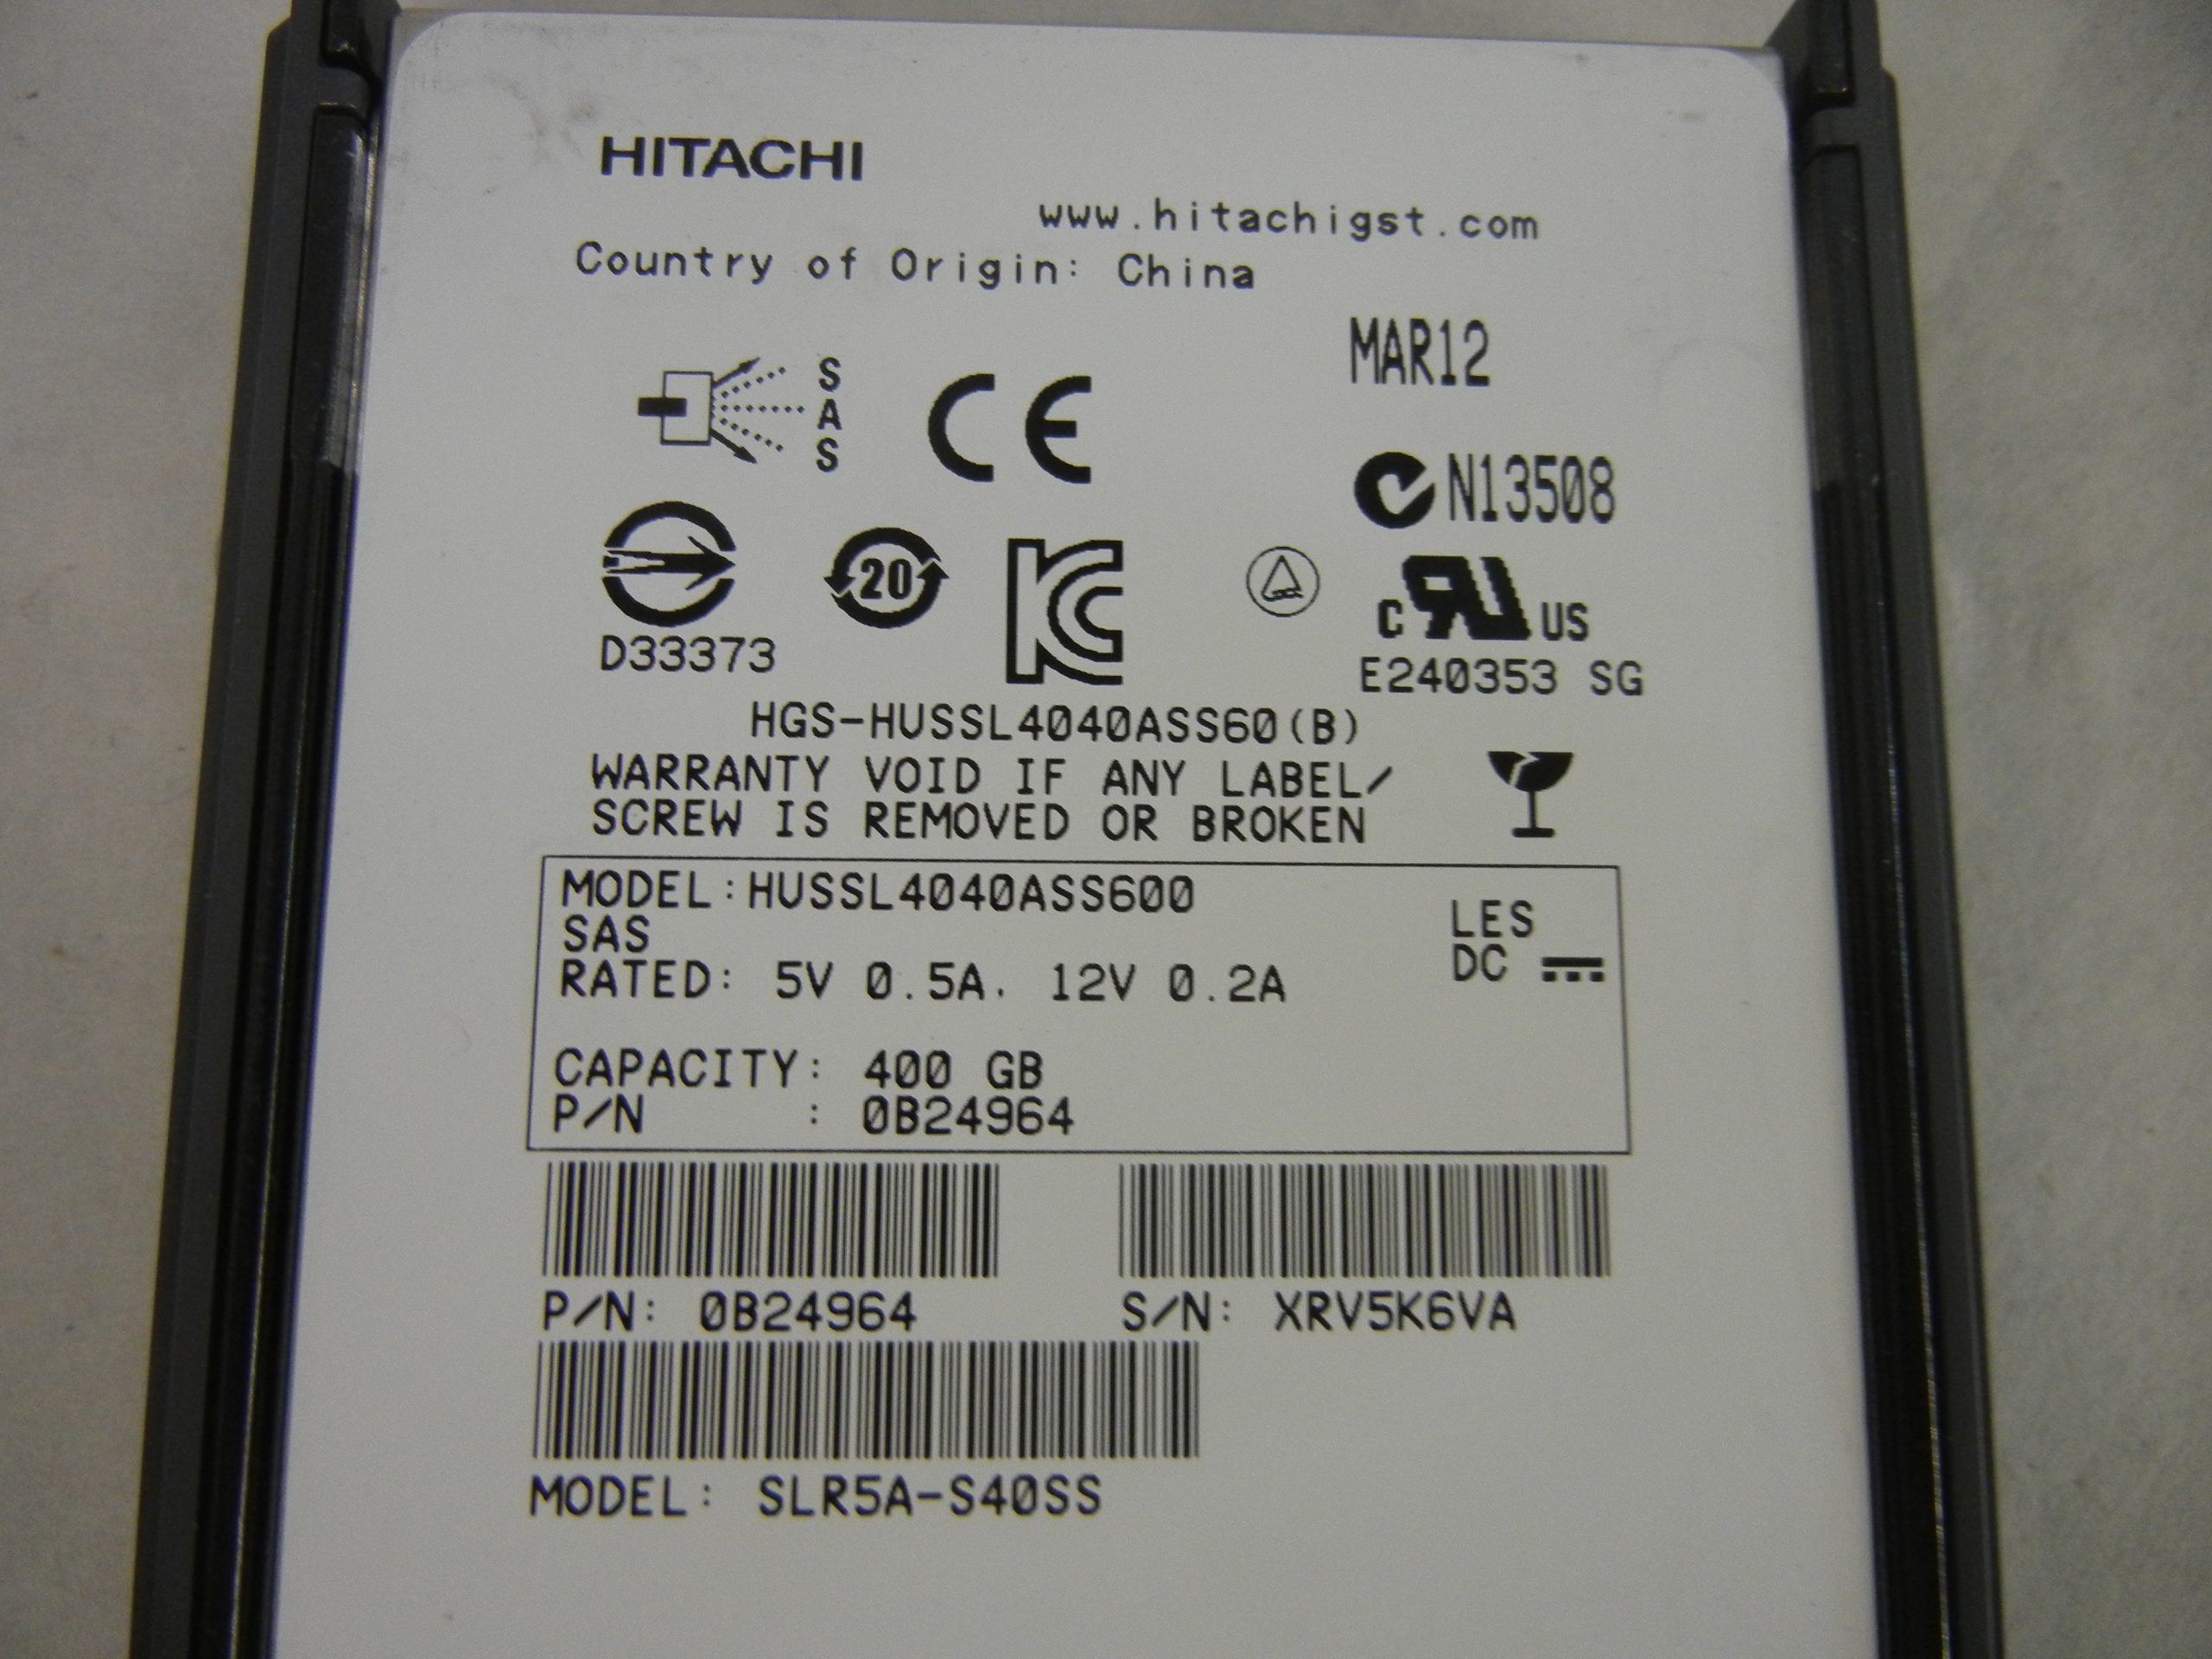 HITACHI
www.hitachigst.com
Country of Origin: China
MAR12
SAS
CE
N13508
20
KC
c RU US
D33373
E240353 SG
HGS-HUSSL4040ASS60(B)
WARRANTY VOID IF ANY LABEL/
SCREW IS REMOVED OR BROKEN
MODEL:HUSSL4040ASS600
SAS
LES
RATED: 5V 0.5A, 12V 0.2A
DC
CAPACITY: 400 GB
P/N : 0B24964
P/N: 0B24964
S/N: XRV5K6VA
MODEL: SLR5A-S40SS